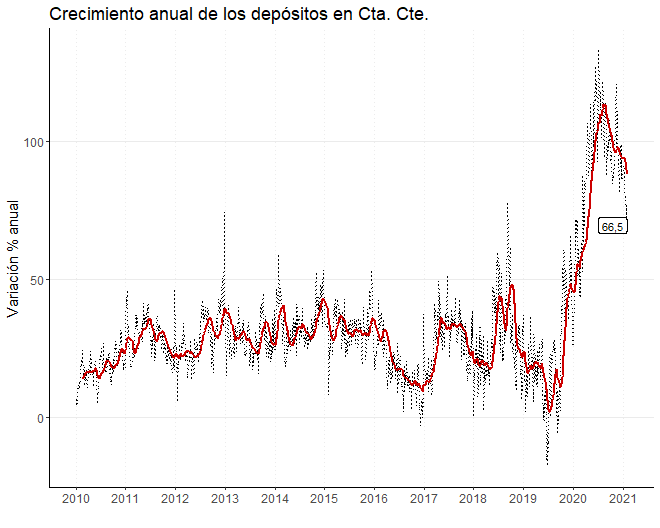 Crecimiento anual de los depósitos en Cta. Cte.
Variación % anual
100
50
0
66,5
2010 2011 2012 2013 2014 2015 2016 2017 2018 2019 2020 2021